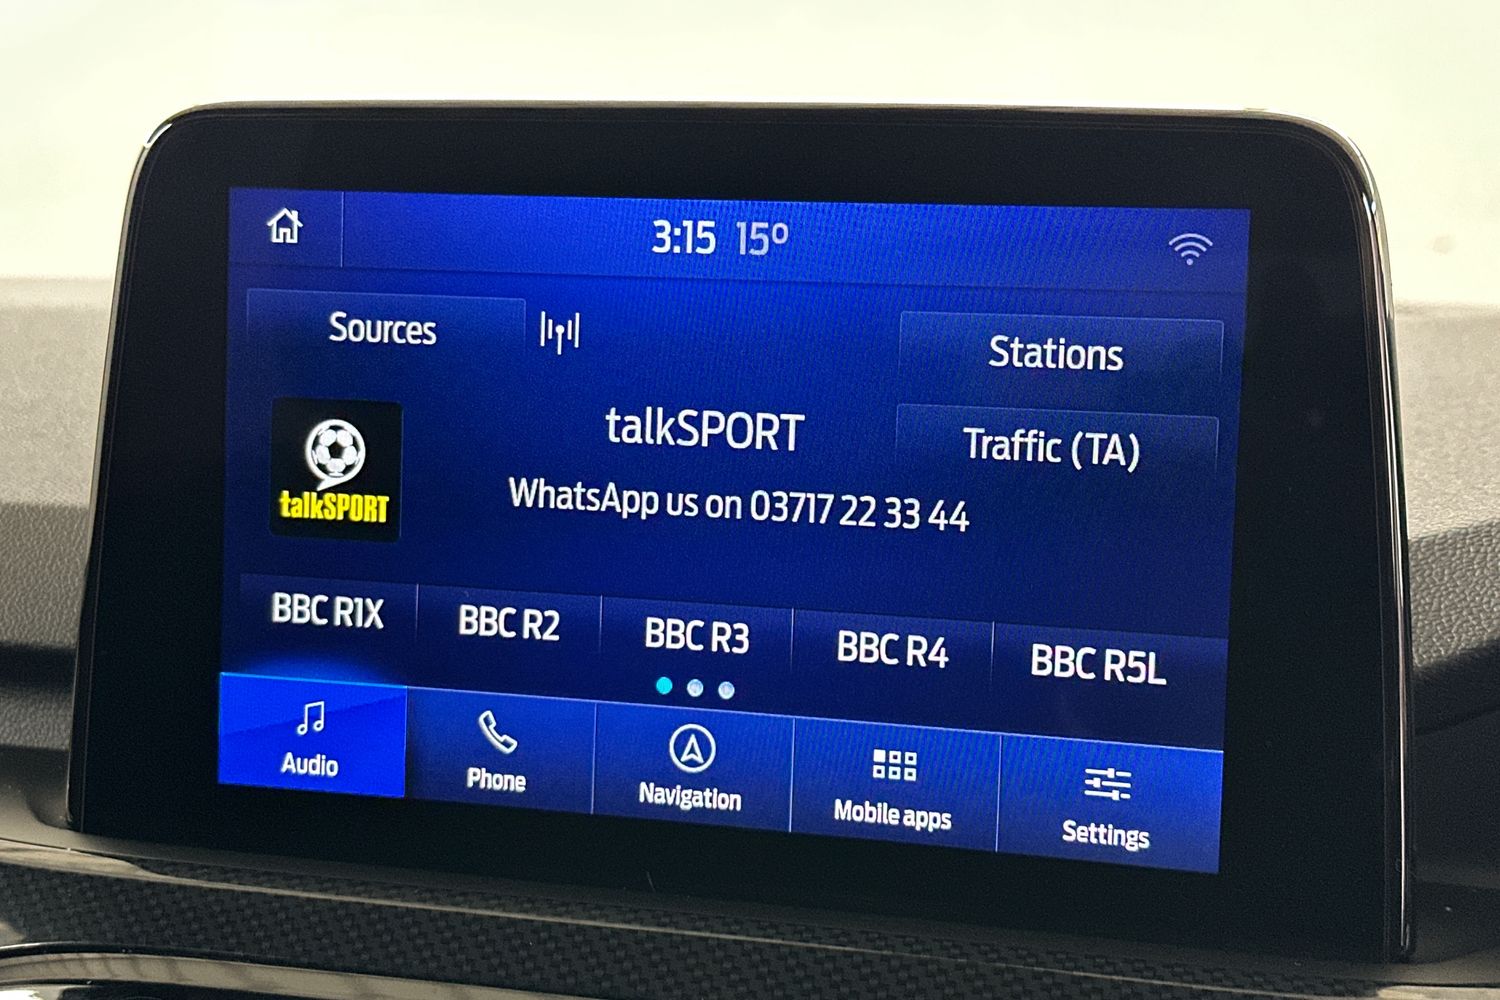 3:15 15º
Sources
Stations
talkSPORT
Traffic (TA)
talkSPORT
WhatsApp us on 03717 22 33 44
BBC R1X
BBC R2
BBC R3
BBC R4
BBC R5L
Audio
Phone
Navigation
Mobile apps
Settings